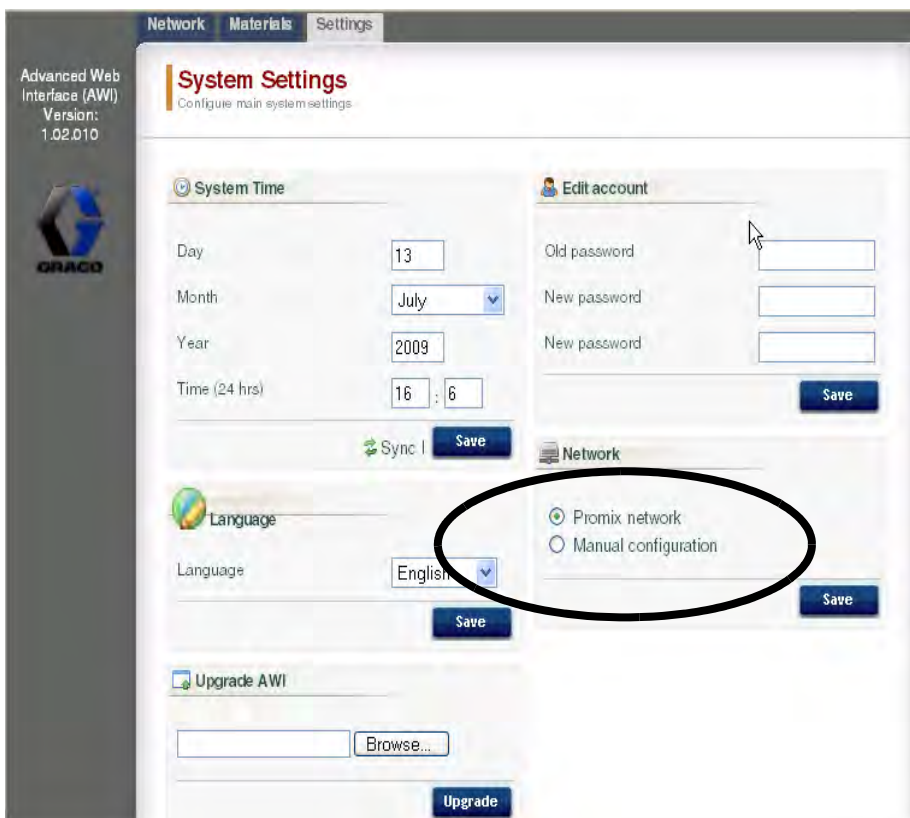 Network Materials Settings
Advanced Web
Interface (AWI)
Version:
1.02.010
GRACO
System Settings
Configure main system settings
System Time
Day 13
Month July
Year 2009
Time (24 hrs) 16 : 6
Sync | Save
Language
Language English
Save
Upgrade AWI
Browse...
Upgrade
Edit account
Old password
New password
New password
Save
Network
Promix network
Manual configuration
Save